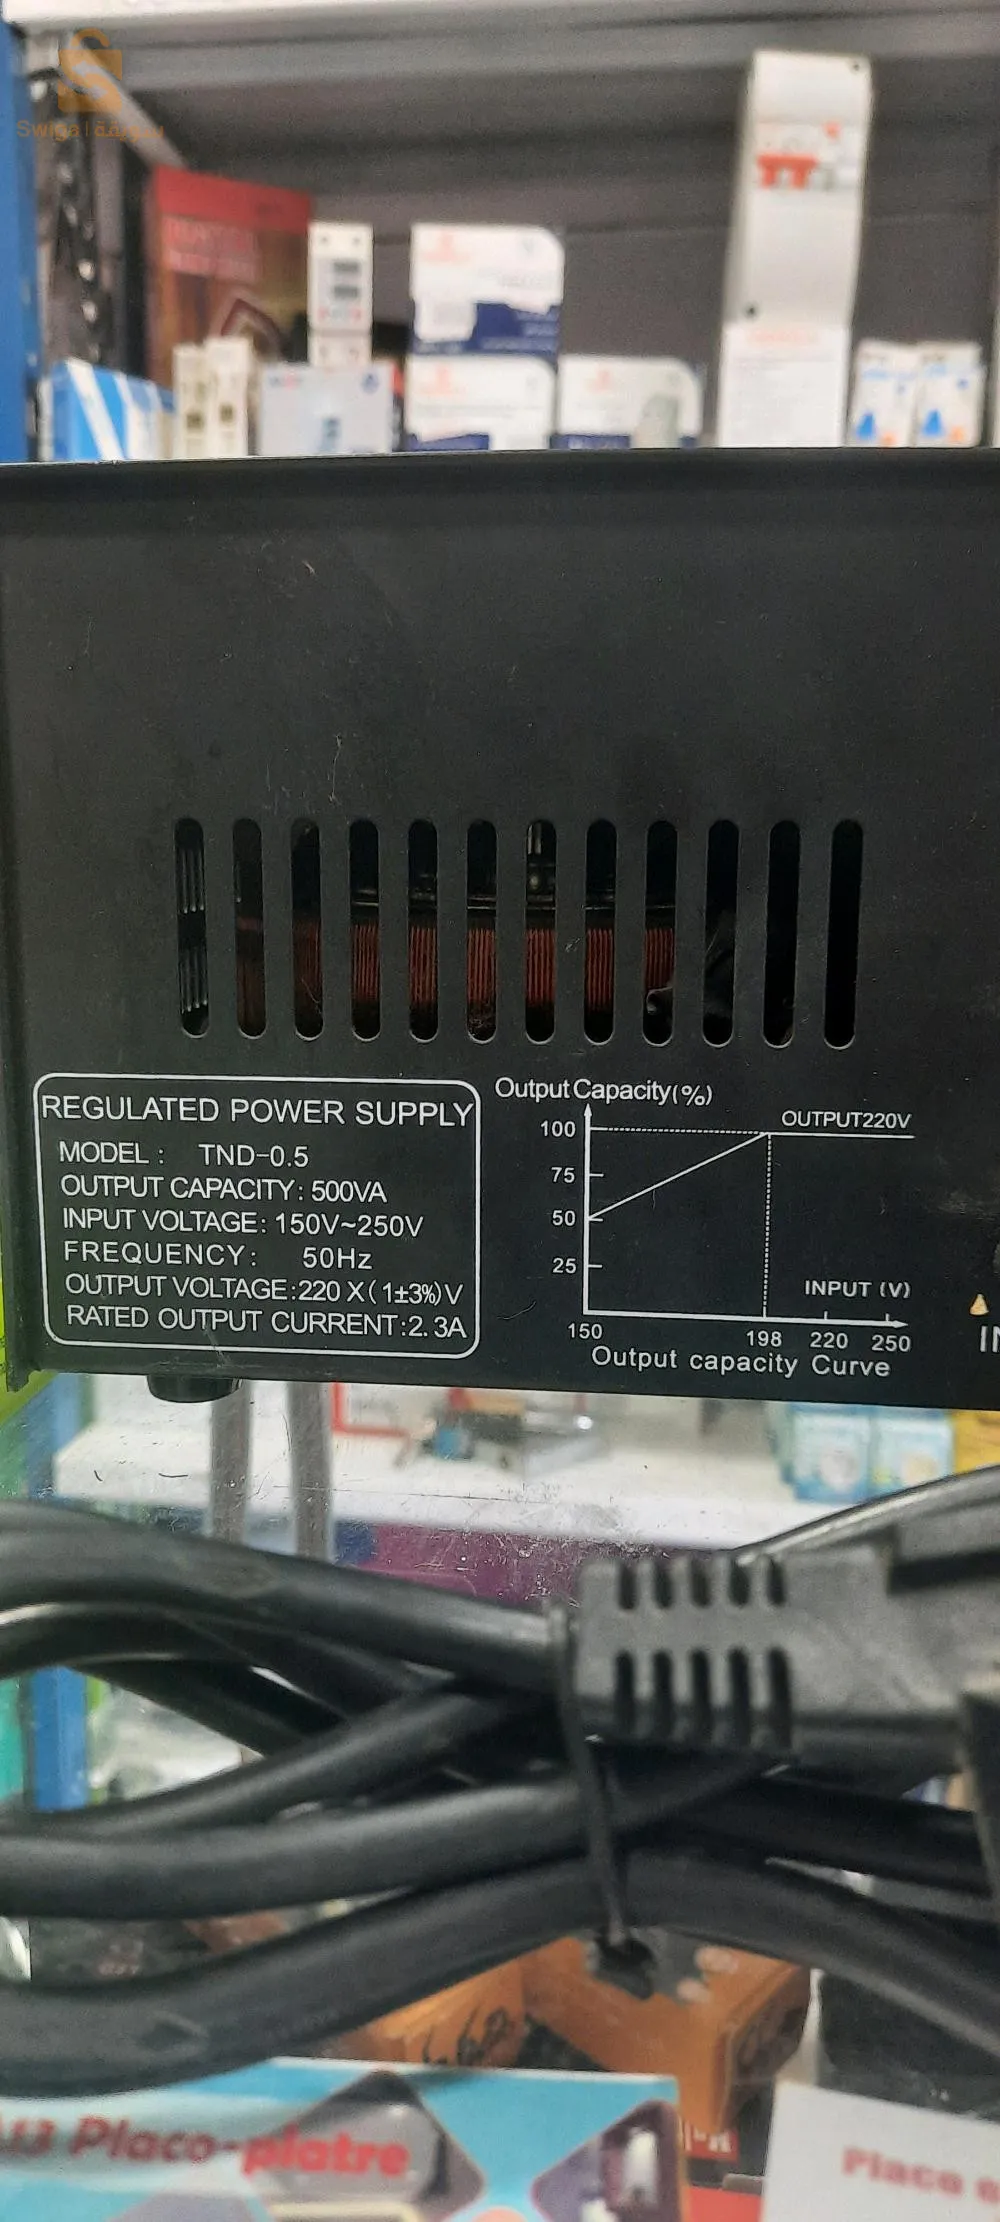 Swiga | سويقة
REGULATED POWER SUPPLY
MODEL : TND-0.5
OUTPUT CAPACITY: 500VA
INPUT VOLTAGE: 150V~250V
FREQUENCY: 50Hz
OUTPUT VOLTAGE:220 X(1±3%)V
RATED OUTPUT CURRENT:2.3A
Output Capacity(%)
OUTPUT220V
100
75
50
25
INPUT (V)
150 198 220 250
Output capacity Curve
Placo-platre
Placo